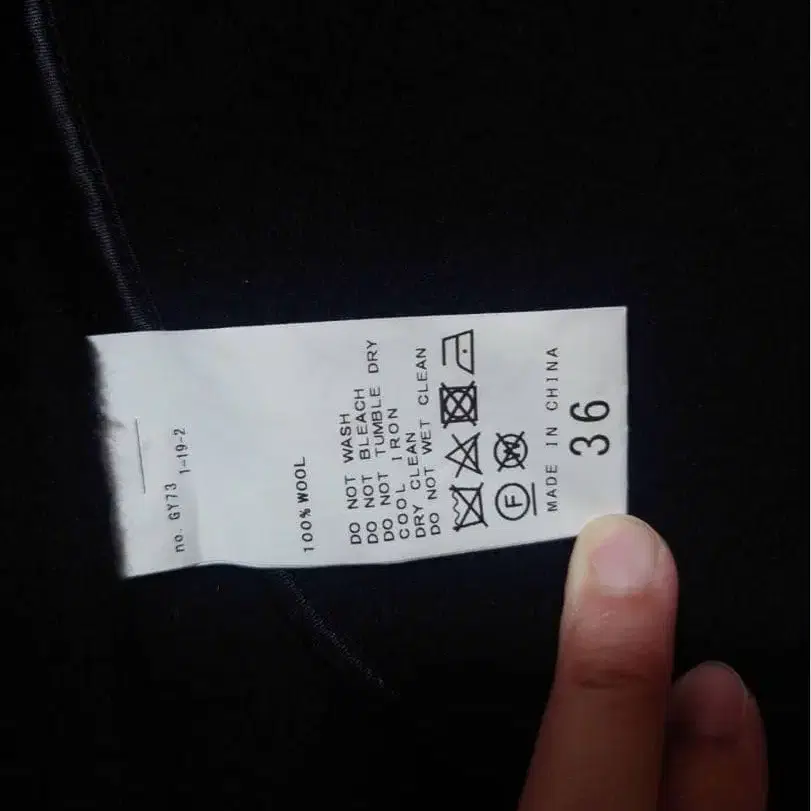 no. GY73
1-19-2
100% WOOL
DO NOT WASH
DO NOT BLEACH
DO NOT TUMBLE DRY
COOL IRON
DRY CLEAN
DO NOT WET CLEAN
F W
MADE IN CHINA
36